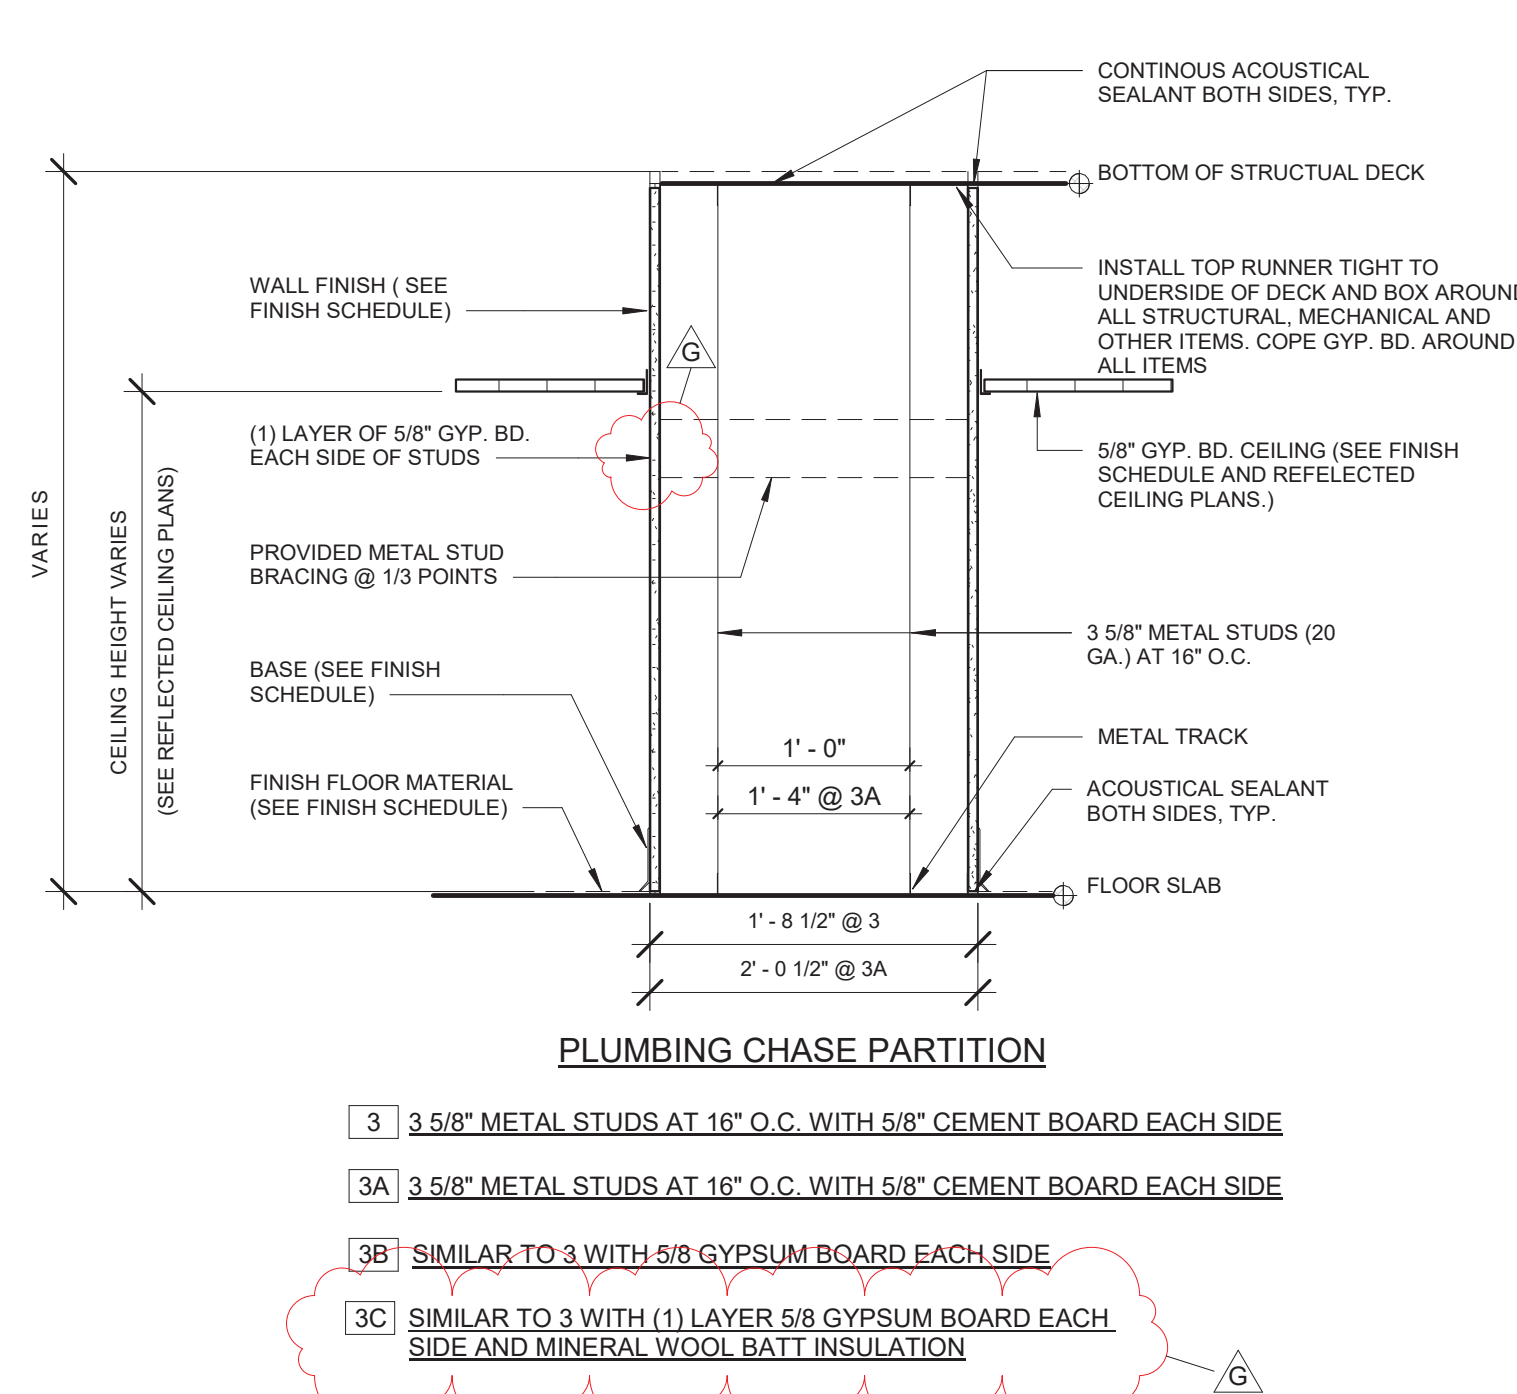 CONTINOUS ACOUSTICAL
SEALANT BOTH SIDES, TYP.
BOTTOM OF STRUCTUAL DECK
INSTALL TOP RUNNER TIGHT TO
UNDERSIDE OF DECK AND BOX AROUND
ALL STRUCTURAL, MECHANICAL AND
OTHER ITEMS. COPE GYP. BD. AROUND
ALL ITEMS
WALL FINISH ( SEE
FINISH SCHEDULE)
G
(1) LAYER OF 5/8" GYP. BD.
EACH SIDE OF STUDS
5/8" GYP. BD. CEILING (SEE FINISH
SCHEDULE AND REFELECTED
CEILING PLANS.)
VARIES
CEILING HEIGHT VARIES
(SEE REFLECTED CEILING PLANS)
PROVIDED METAL STUD
BRACING @ 1/3 POINTS
3 5/8" METAL STUDS (20
GA.) AT 16" O.C.
BASE (SEE FINISH
SCHEDULE)
METAL TRACK
1' - 0"
1' - 4" @ 3A
FINISH FLOOR MATERIAL
(SEE FINISH SCHEDULE)
ACOUSTICAL SEALANT
BOTH SIDES, TYP.
FLOOR SLAB
1' - 8 1/2" @ 3
2' - 0 1/2" @ 3A
PLUMBING CHASE PARTITION
3 3 5/8" METAL STUDS AT 16" O.C. WITH 5/8" CEMENT BOARD EACH SIDE
3A 3 5/8" METAL STUDS AT 16" O.C. WITH 5/8" CEMENT BOARD EACH SIDE
3B SIMILAR TO 3 WITH 5/8 GYPSUM BOARD EACH SIDE
3C SIMILAR TO 3 WITH (1) LAYER 5/8 GYPSUM BOARD EACH
SIDE AND MINERAL WOOL BATT INSULATION
G